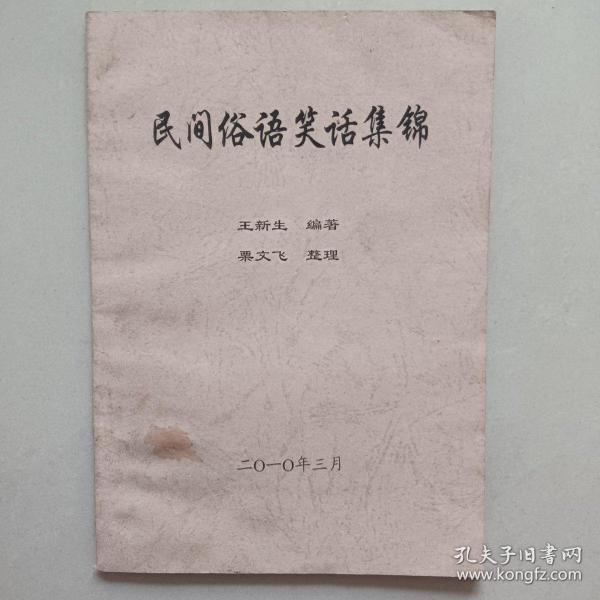 民间俗语笑话集锦
王新生 编著
栗文飞 整理
二〇一〇年三月
孔夫子旧书网
www.kongfz.com